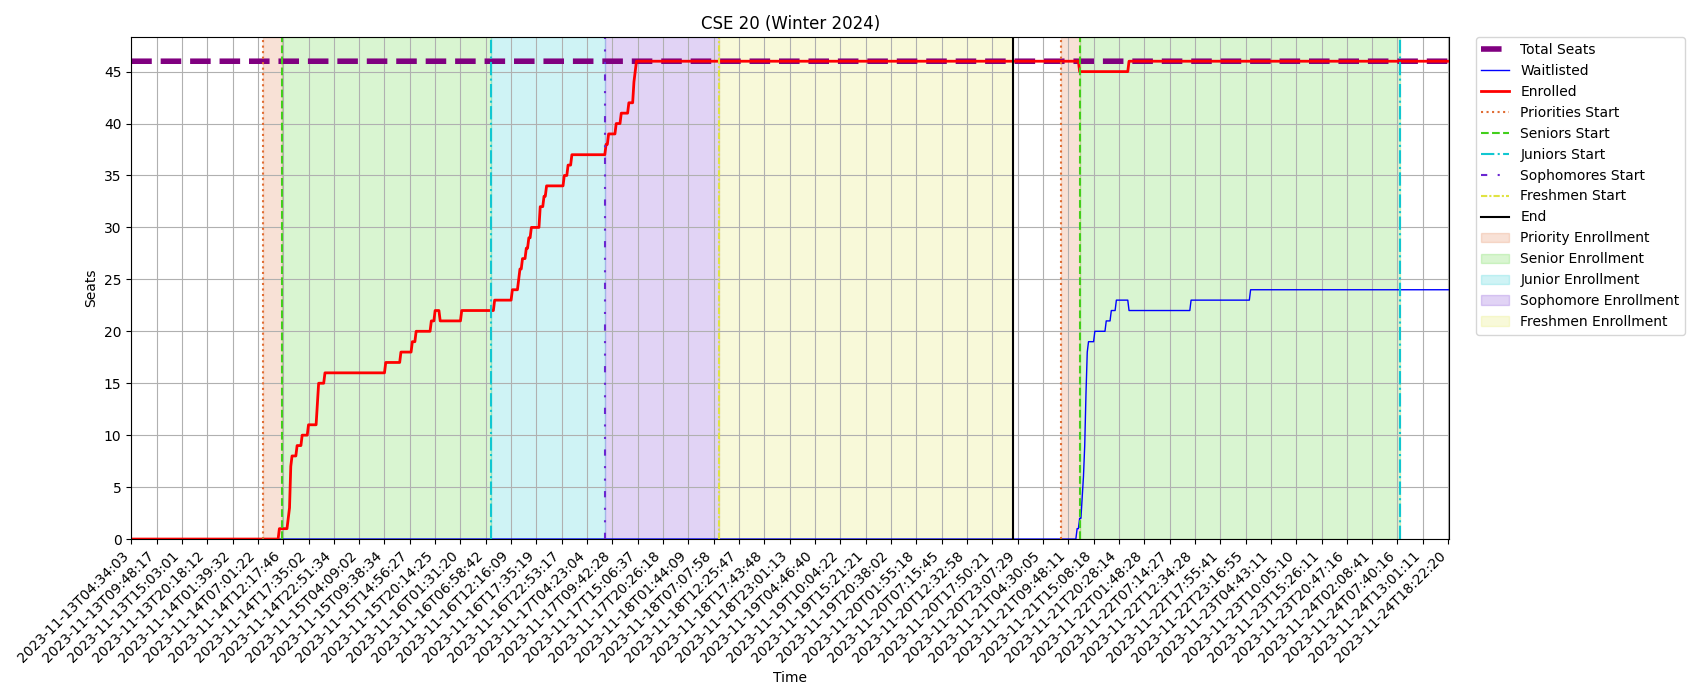 CSE 20 (Winter 2024)
Seats
45
40
35
30
25
20
15
10
5
0
2023-11-13T04:34:03
2023-11-13T09:48:17
2023-11-13T15:03:01
2023-11-13T20:18:12
2023-11-14T01:39:32
2023-11-14T07:01:22
2023-11-14T12:17:46
2023-11-14T17:35:02
2023-11-14T22:51:34
2023-11-15T04:09:02
2023-11-15T09:38:34
2023-11-15T14:56:27
2023-11-15T20:14:25
2023-11-16T01:31:20
2023-11-16T06:58:42
2023-11-16T12:16:09
2023-11-16T17:35:19
2023-11-16T22:53:17
2023-11-17T04:23:04
2023-11-17T09:42:28
2023-11-17T15:06:37
2023-11-17T20:26:18
2023-11-18T01:44:09
2023-11-18T07:07:58
2023-11-18T12:25:47
2023-11-18T17:43:48
2023-11-18T23:01:13
2023-11-19T04:46:40
2023-11-19T10:04:22
2023-11-19T15:21:21
2023-11-19T20:38:02
2023-11-20T01:55:18
2023-11-20T07:15:45
2023-11-20T12:32:58
2023-11-20T17:50:21
2023-11-20T23:07:29
2023-11-21T04:30:05
2023-11-21T09:48:11
2023-11-21T15:08:18
2023-11-21T20:28:14
2023-11-22T01:48:28
2023-11-22T07:14:27
2023-11-22T12:34:28
2023-11-22T17:55:41
2023-11-22T23:16:55
2023-11-23T04:43:11
2023-11-23T10:05:10
2023-11-23T15:26:11
2023-11-23T20:47:16
2023-11-24T02:08:41
2023-11-24T07:40:16
2023-11-24T13:01:11
2023-11-24T18:22:20
Time
Total Seats
Waitlisted
Enrolled
Priorities Start
Seniors Start
Juniors Start
Sophomores Start
Freshmen Start
End
Priority Enrollment
Senior Enrollment
Junior Enrollment
Sophomore Enrollment
Freshmen Enrollment